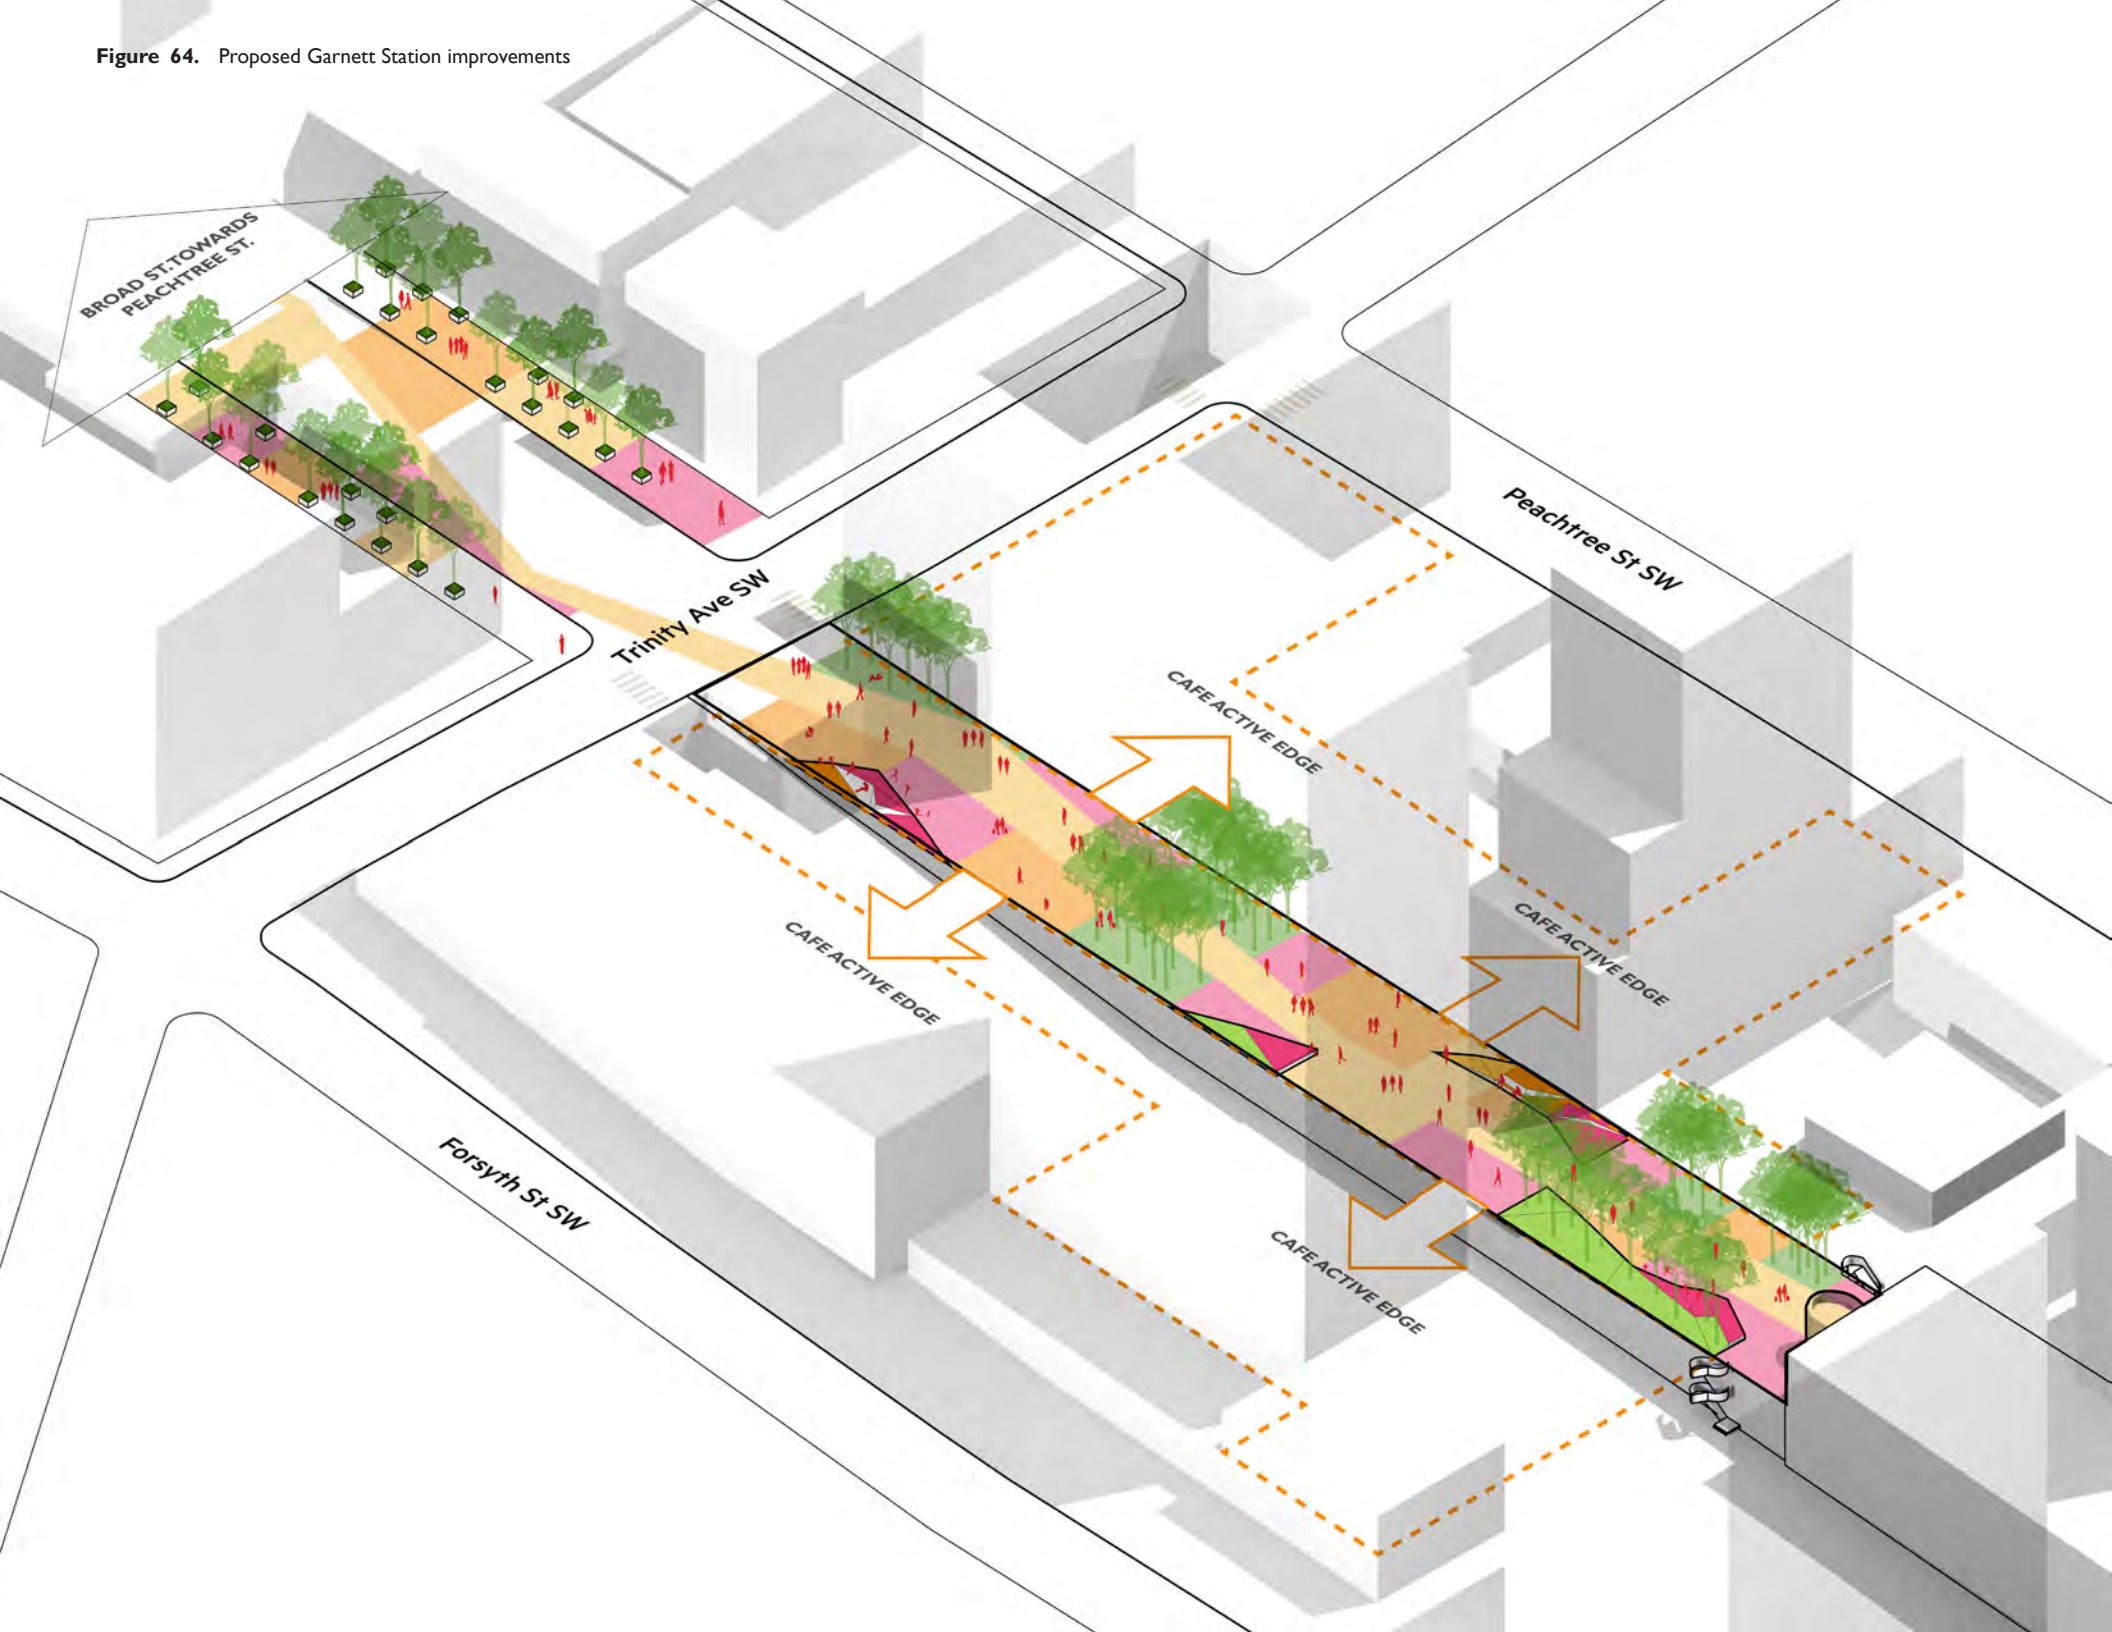 Figure 64. Proposed Garnett Station improvements
BROAD ST.TOWARDS
PEACHTREE ST.
Peachtree St SW
Trinity Ave SW
CAFE ACTIVE EDGE
CAFE ACTIVE EDGE
CAFE ACTIVE EDGE
Forsyth St SW
CAFE ACTIVE EDGE